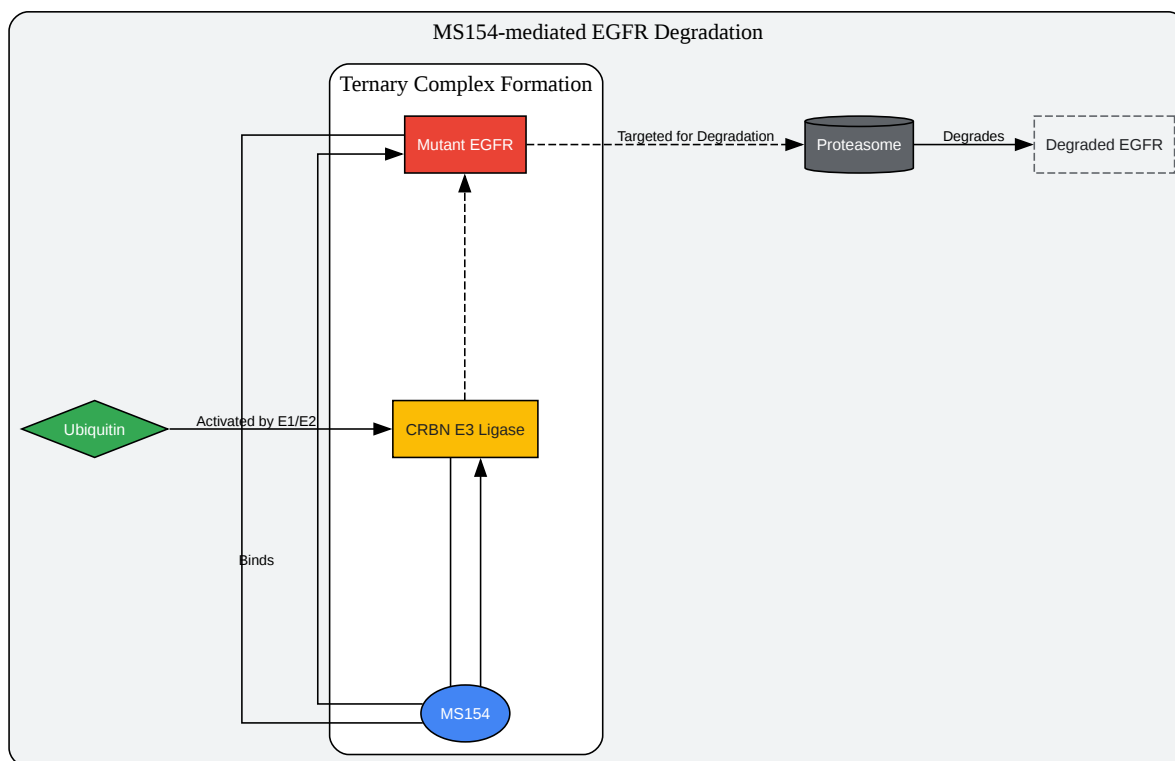 MS154-mediated EGFR Degradation
Ternary Complex Formation
Mutant EGFR
Targeted for Degradation
Proteasome
Degrades
Degraded EGFR
Ubiquitin
Activated by E1/E2
CRBN E3 Ligase
Binds
MS154